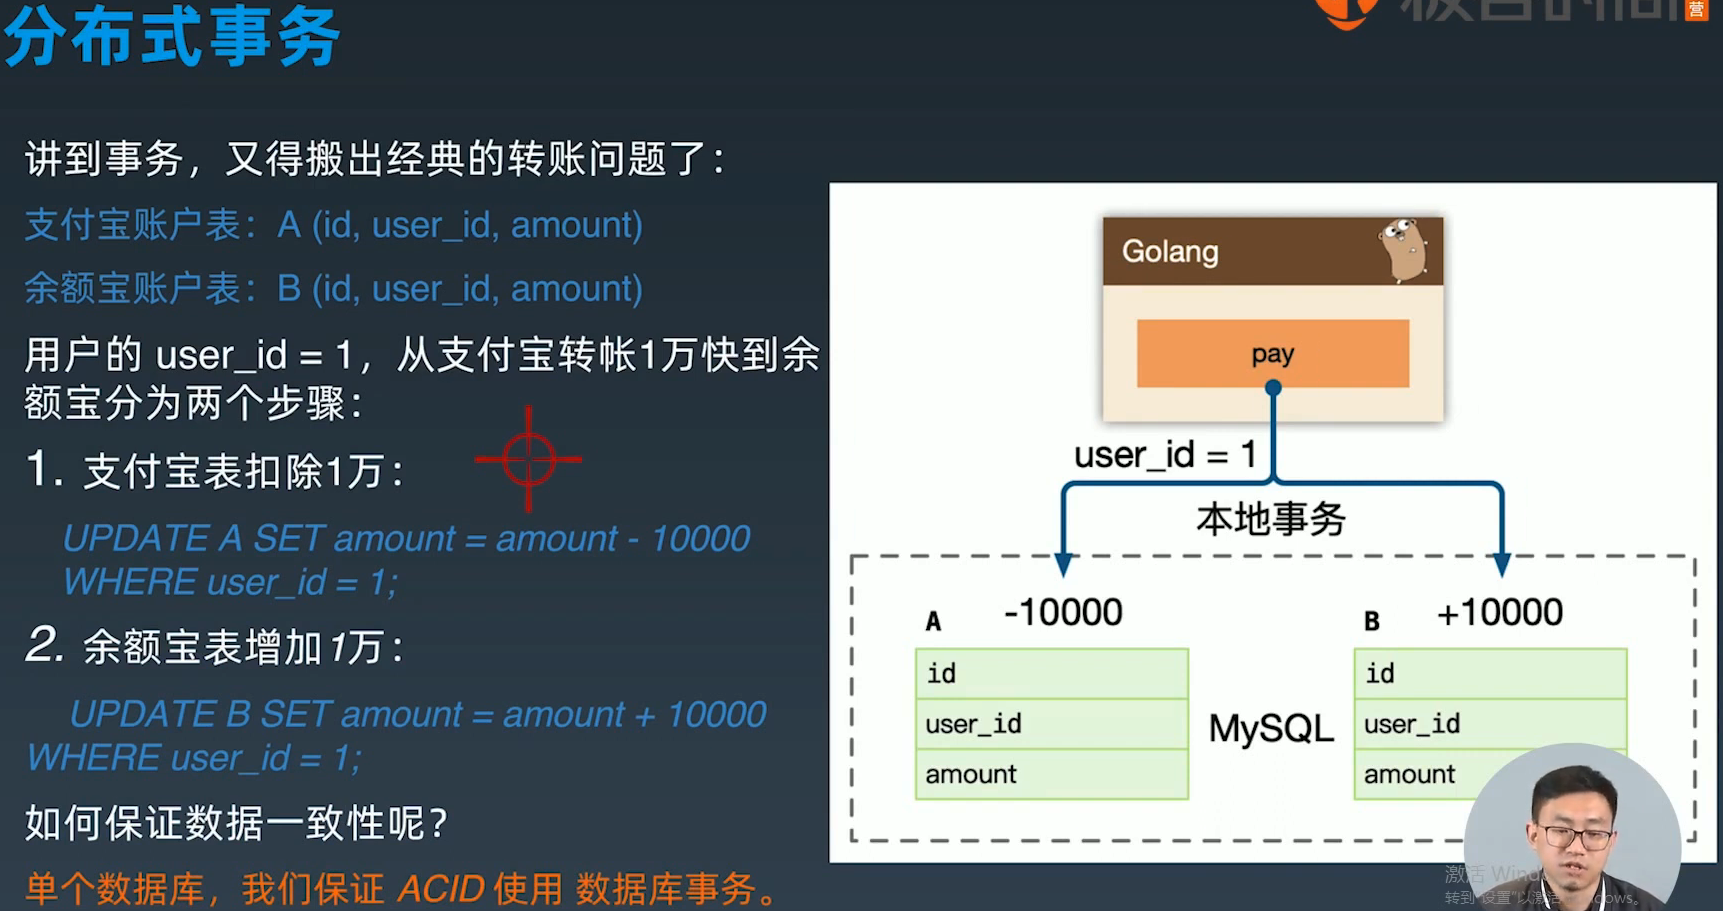 分布式事务
营
讲到事务，又得搬出经典的转账问题了：
支付宝账户表：A (id, user_id, amount)
余额宝账户表：B (id, user_id, amount)
用户的 user_id = 1，从支付宝转帐1万快到余
额宝分为两个步骤：
1. 支付宝表扣除1万：
UPDATE A SET amount = amount - 10000
WHERE user_id = 1;
2. 余额宝表增加1万：
UPDATE B SET amount = amount + 10000
WHERE user_id = 1;
如何保证数据一致性呢？
单个数据库，我们保证 ACID 使用 数据库事务。
Golang
pay
user_id = 1
本地事务
A
-10000
id
user_id
amount
MySQL
B
+10000
id
user_id
amount
激活 Wind
转到"设置"以激活 ndows。